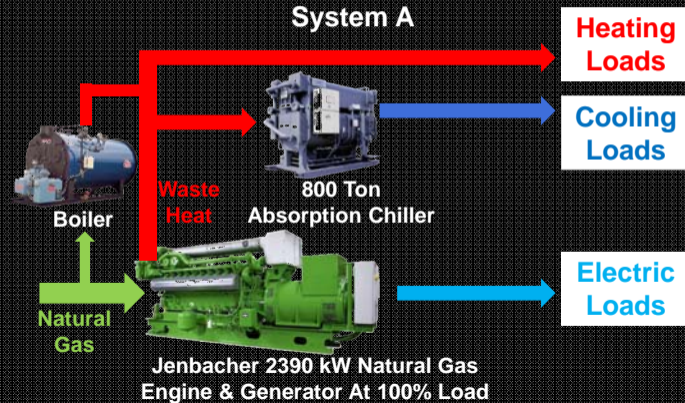 System A
Heating
Loads
Cooling
Loads
Waste
Heat
Boiler
800 Ton
Absorption Chiller
Natural
Gas
Electric
Loads
Jenbacher 2390 kW Natural Gas
Engine & Generator At 100% Load